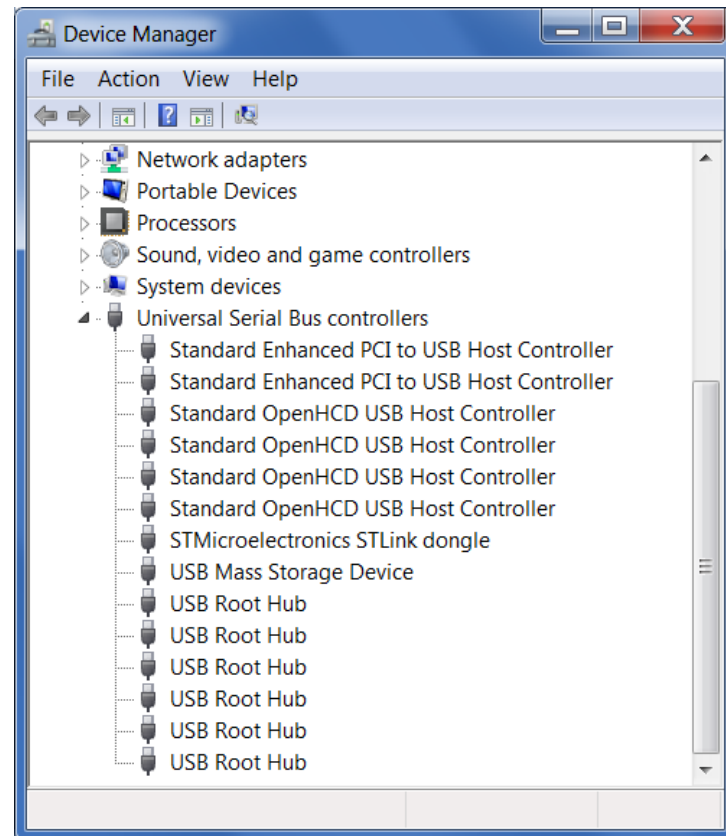 Device Manager
File Action View Help
Network adapters
Portable Devices
Processors
Sound, video and game controllers
System devices
Universal Serial Bus controllers
Standard Enhanced PCI to USB Host Controller
Standard Enhanced PCI to USB Host Controller
Standard OpenHCD USB Host Controller
Standard OpenHCD USB Host Controller
Standard OpenHCD USB Host Controller
Standard OpenHCD USB Host Controller
STMicroelectronics STLink dongle
USB Mass Storage Device
USB Root Hub
USB Root Hub
USB Root Hub
USB Root Hub
USB Root Hub
USB Root Hub